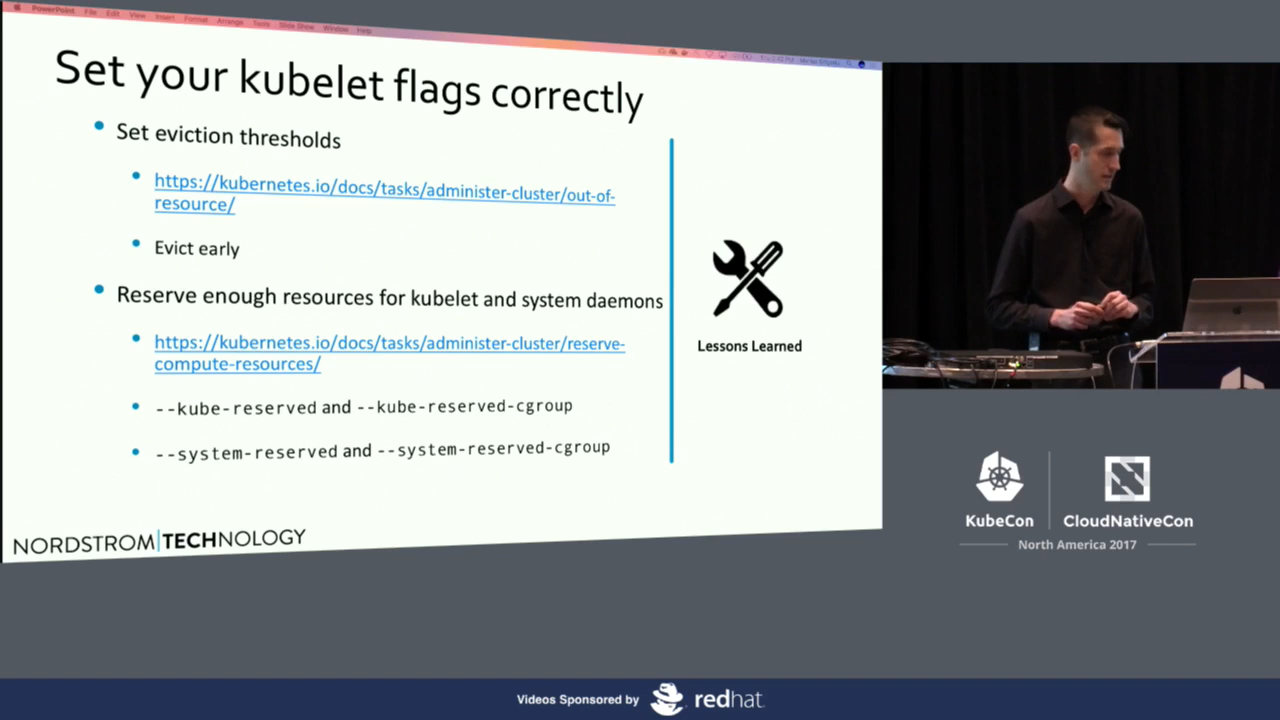 PowerPoint File Edit View Insert Format Arrange Tools Slide Show Window Help
Set your kubelet flags correctly
Set eviction thresholds
https://kubernetes.io/docs/tasks/administer-cluster/out-of-
resource/
Evict early
Reserve enough resources for kubelet and system daemons
https://kubernetes.io/docs/tasks/administer-cluster/reserve-
compute-resources/
--kube-reserved and --kube-reserved-cgroup
--system-reserved and --system-reserved-cgroup
Lessons Learned
NORDSTROM|TECHNOLOGY
KubeCon
CloudNativeCon
North America 2017
Videos Sponsored by
redhat.